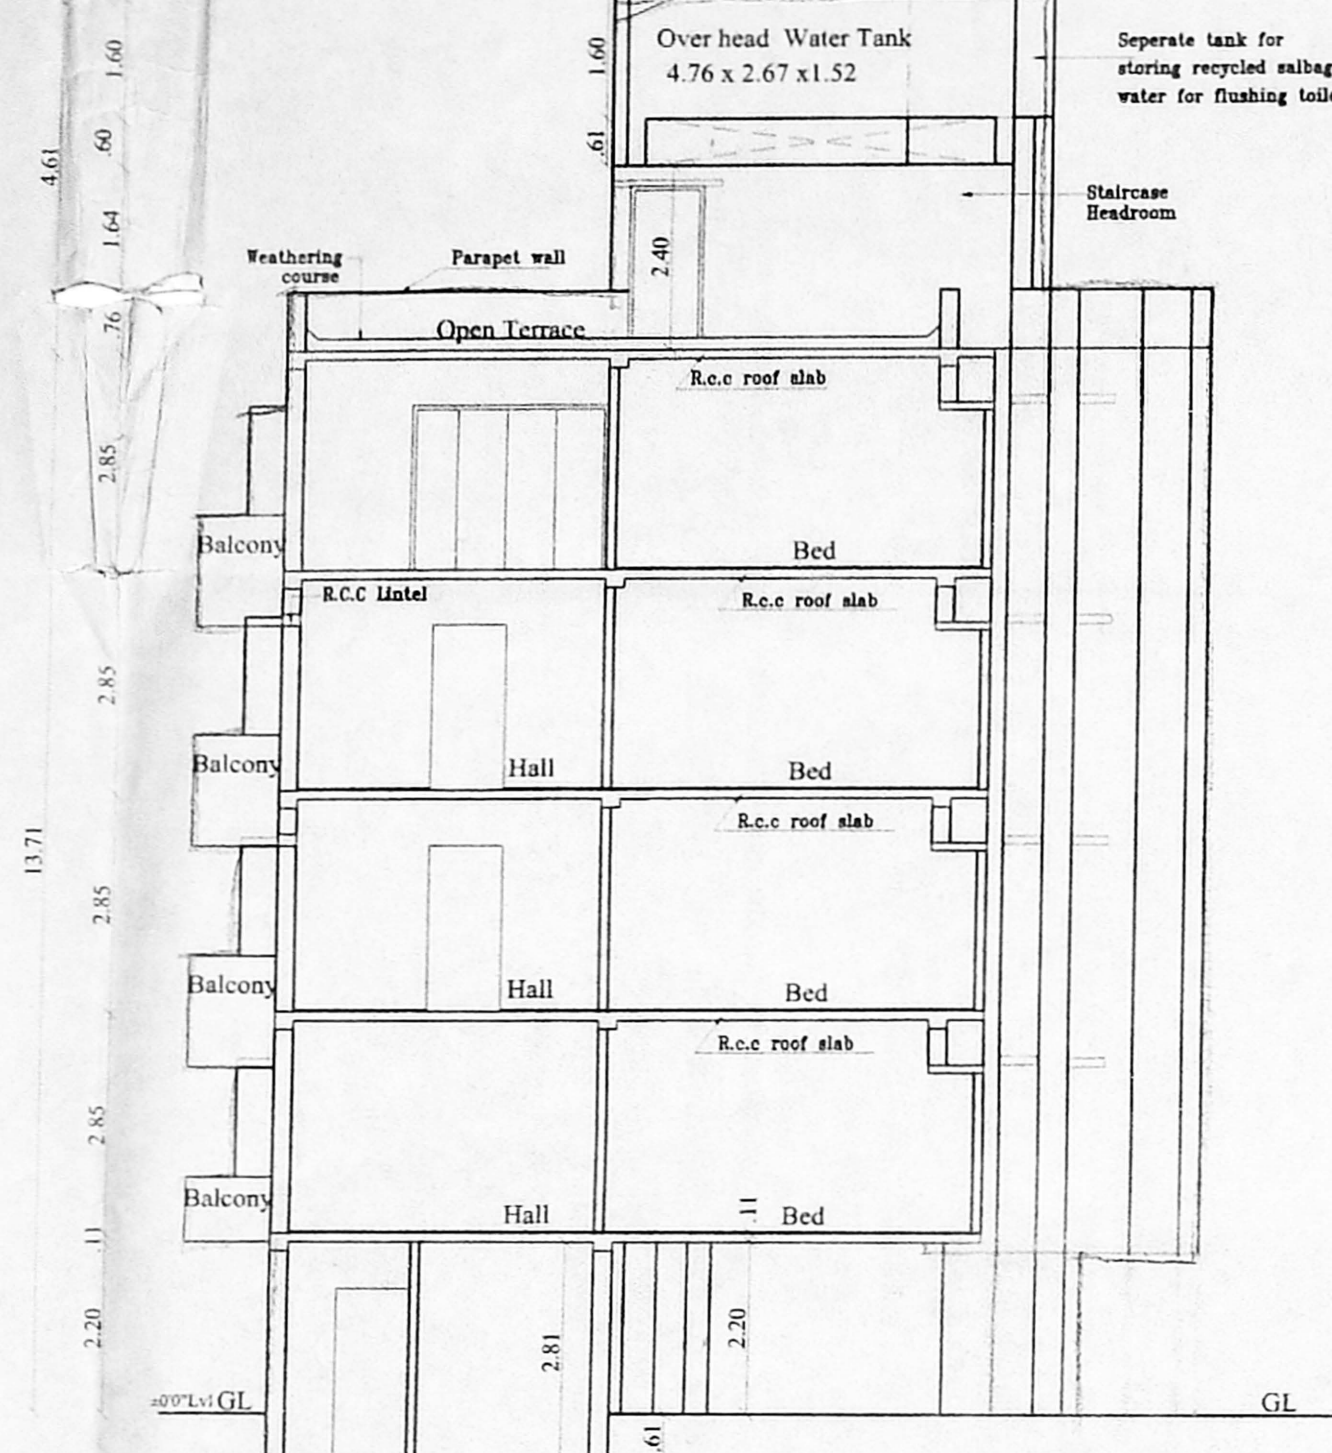 Over head Water Tank
4.76 x 2.67 x1.52
Seperate tank for
storing recycled salbag
water for flushing toile
1.60
1.60
.60
.61
4.61
1.64
Staircase
Headroom
2.40
Weathering
course
Parapet wall
.76
Open Terrace
R.c.c roof slab
2.85
Balcony
Bed
R.C.C Lintel
R.c.c roof slab
2.85
Balcony
Hall
Bed
R.c.c roof slab
13.71
2.85
Balcony
Hall
Bed
R.c.c roof slab
2.85
Balcony
Hall
.11
Bed
.11
2.20
2.81
2.20
±0'0"Lvl GL
GL
.61